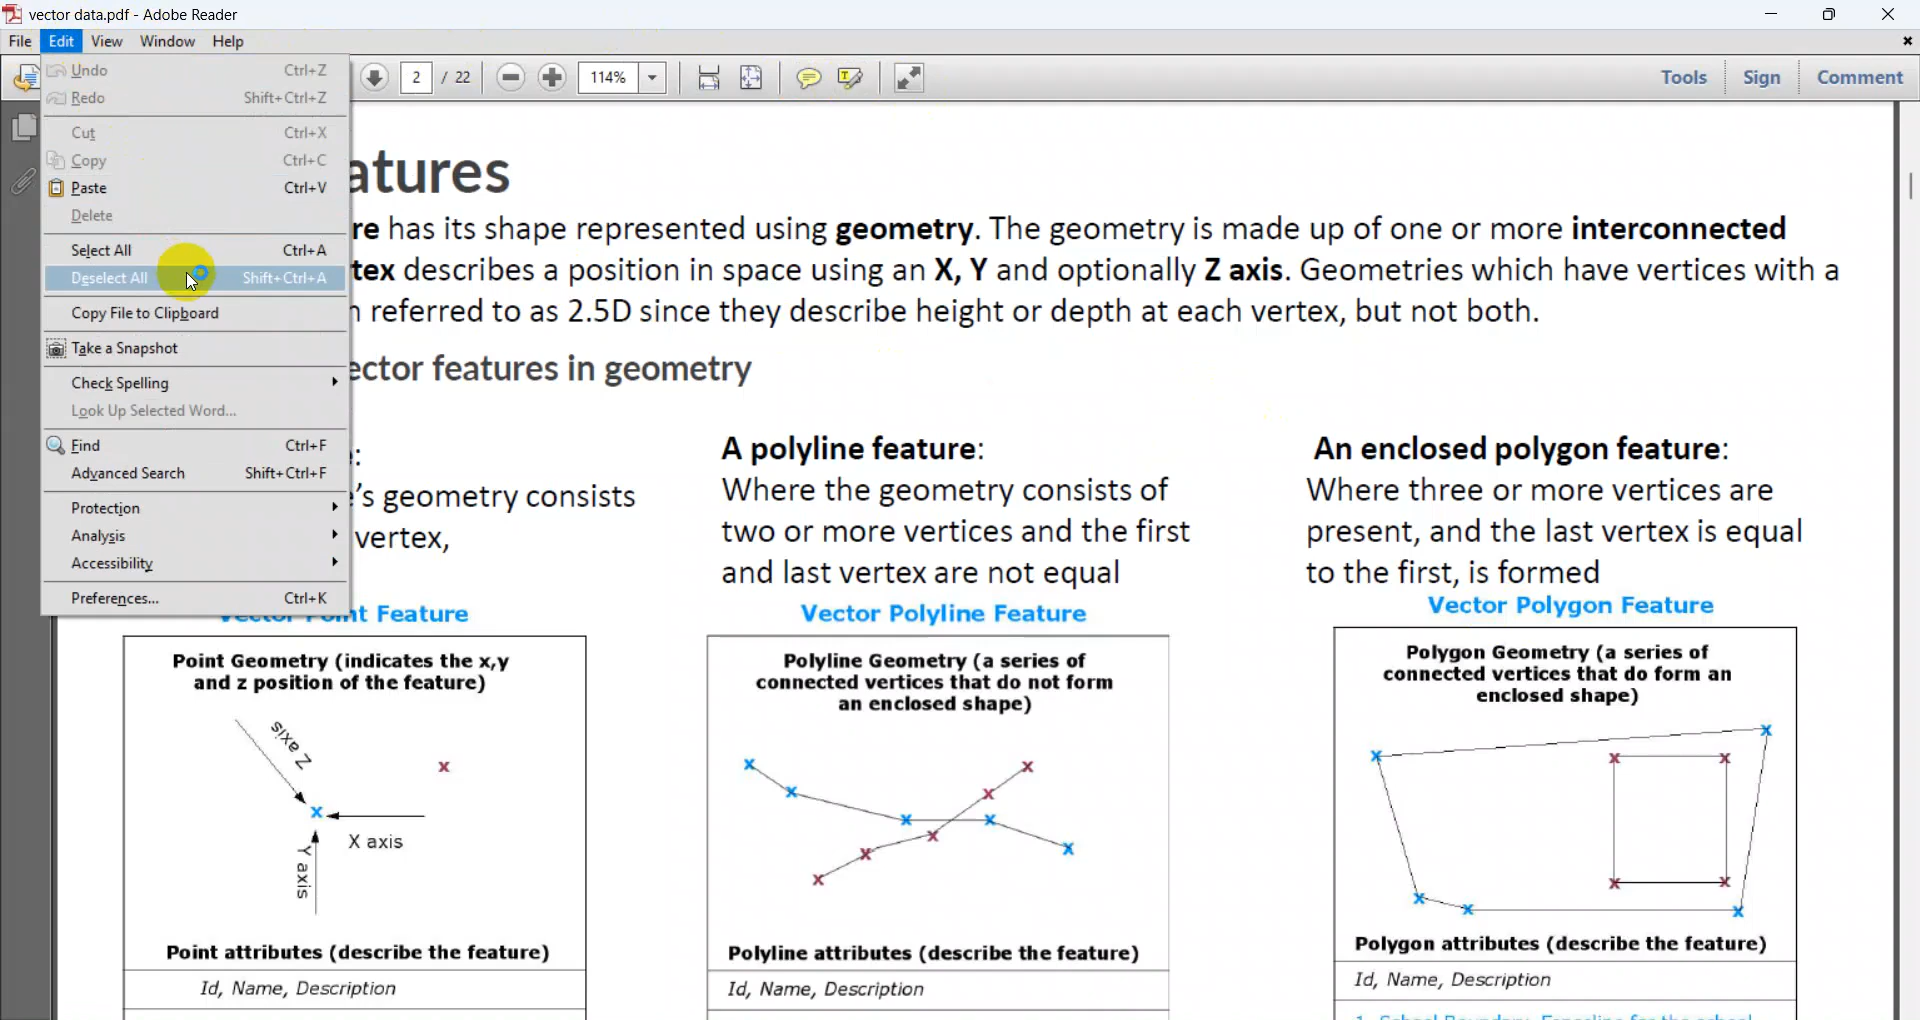 vector data.pdf - Adobe Reader
File Edit View Window Help
2 / 22 114% Tools Sign Comment
Undo Ctrl+Z
Redo Shift+Ctrl+Z
Cut Ctrl+X
Copy Ctrl+C
Paste Ctrl+V
Delete
Select All Ctrl+A
Deselect All Shift+Ctrl+A
Copy File to Clipboard
Take a Snapshot
Check Spelling
Look Up Selected Word...
Find Ctrl+F
Advanced Search Shift+Ctrl+F
Protection
Analysis
Accessibility
Preferences... Ctrl+K
atures
re has its shape represented using geometry. The geometry is made up of one or more interconnected
tex describes a position in space using an X, Y and optionally Z axis. Geometries which have vertices with a
referred to as 2.5D since they describe height or depth at each vertex, but not both.
ector features in geometry
:
's geometry consists
vertex,
A polyline feature:
Where the geometry consists of
two or more vertices and the first
and last vertex are not equal
An enclosed polygon feature:
Where three or more vertices are
present, and the last vertex is equal
to the first, is formed
Vector Point Feature
Point Geometry (indicates the x,y
and z position of the feature)
Z axis
X axis
Y axis
Point attributes (describe the feature)
Id, Name, Description
Vector Polyline Feature
Polyline Geometry (a series of
connected vertices that do not form
an enclosed shape)
Polyline attributes (describe the feature)
Id, Name, Description
Vector Polygon Feature
Polygon Geometry (a series of
connected vertices that do form an
enclosed shape)
Polygon attributes (describe the feature)
Id, Name, Description